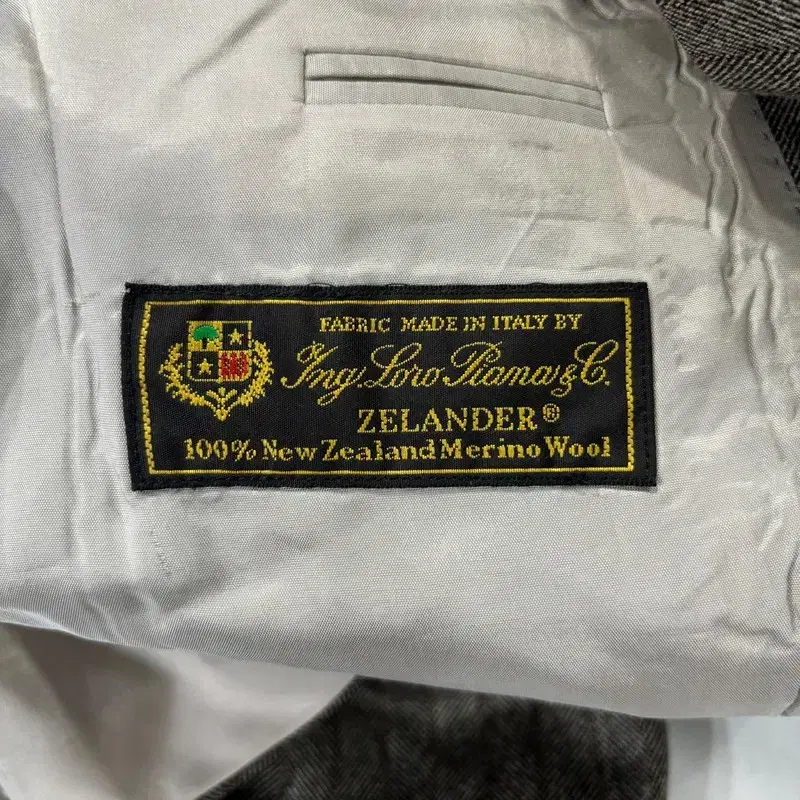 FABRIC MADE IN ITALY BY
Ing. Loro Piana & C.
ZELANDER®
100% New Zealand Merino Wool